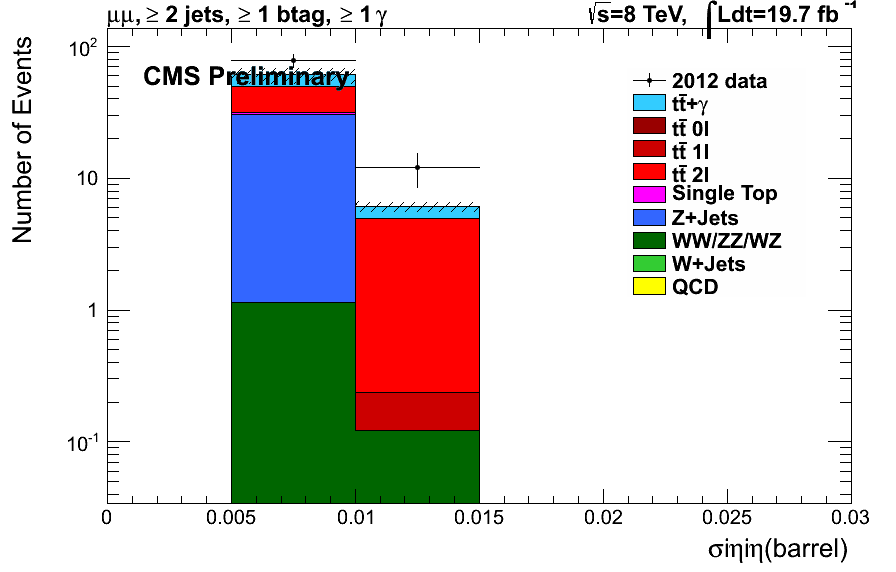 μμ, ≥ 2 jets, ≥ 1 btag, ≥ 1 γ
√s=8 TeV, ∫Ldt=19.7 fb⁻¹
CMS Preliminary
Number of Events
10²
10
1
10⁻¹
2012 data
tt̄+γ
tt̄ 0l
tt̄ 1l
tt̄ 2l
Single Top
Z+Jets
WW/ZZ/WZ
W+Jets
QCD
0 0.005 0.01 0.015 0.02 0.025 0.03
σiηiη(barrel)